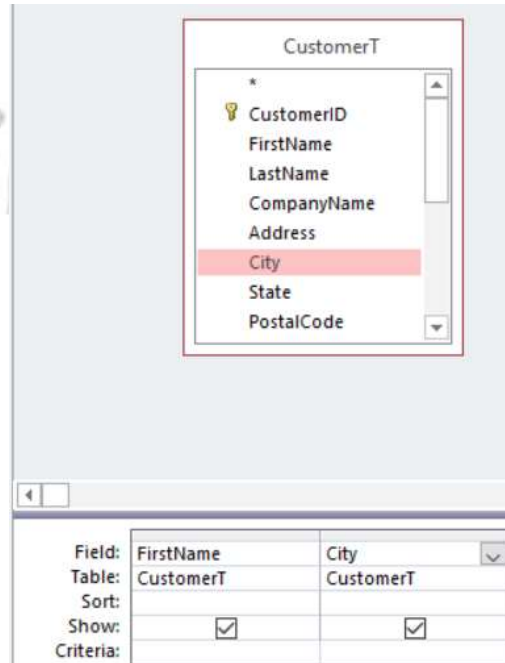 CustomerT
*
CustomerID
FirstName
LastName
CompanyName
Address
City
State
PostalCode
Field: FirstName City
Table: CustomerT CustomerT
Sort:
Show:
Criteria: